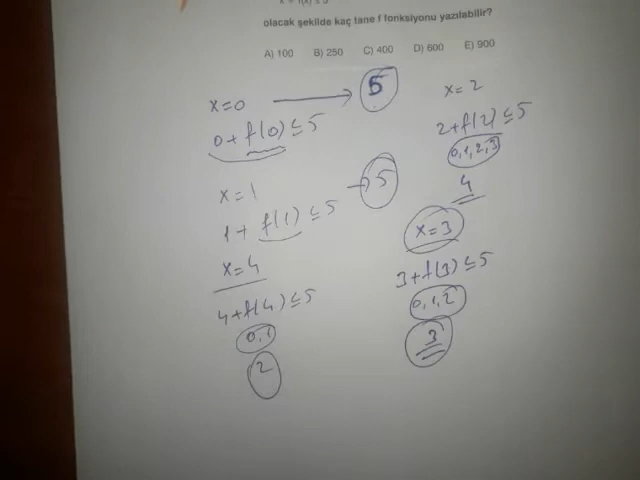 x + f(x) ≤ 5
olacak şekilde kaç tane f fonksiyonu yazılabilir?
A) 100 B) 250 C) 400 D) 600 E) 900
x=0 → 5
0+f(0)≤5
x=1
1+f(1)≤5 → 5
x=4
4+f(4)≤5
0,1
2
x=2
2+f(2)≤5
0,1,2,3
4
x=3
3+f(3)≤5
0,1,2
3